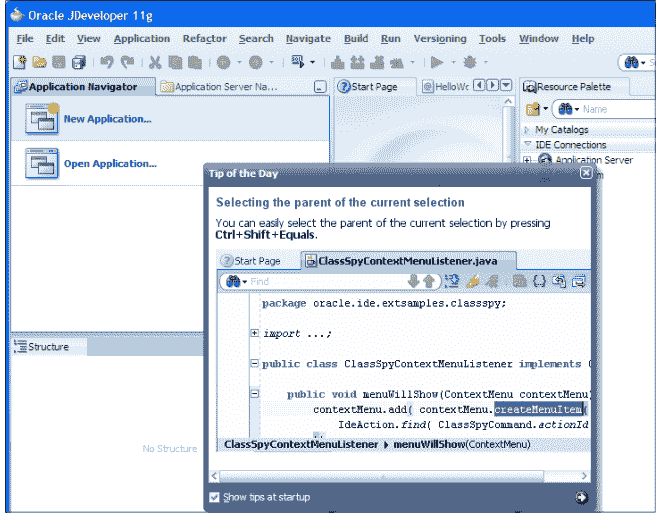 Oracle JDeveloper 11g
File Edit View Application Refactor Search Navigate Build Run Versioning Tools Window Help
Application Navigator
Application Server Na...
Start Page
HelloWo
Resource Palette
New Application...
Name
My Catalogs
IDE Connections
Application Server
Open Application...
Tip of the Day
Selecting the parent of the current selection
You can easily select the parent of the current selection by pressing
Ctrl+Shift+Equals.
Start Page
ClassSpyContextMenuListener.java
Find
package oracle.ide.extsamples.classspy;
import ...;
public class ClassSpyContextMenuListener implements
public void menuWillShow(ContextMenu contextMenu)
contextMenu.add( contextMenu.createMenuItem(
IdeAction.find( ClassSpyCommand.actionId
ClassSpyContextMenuListener menuWillShow(ContextMenu)
Structure
No Structure
Show tips at startup